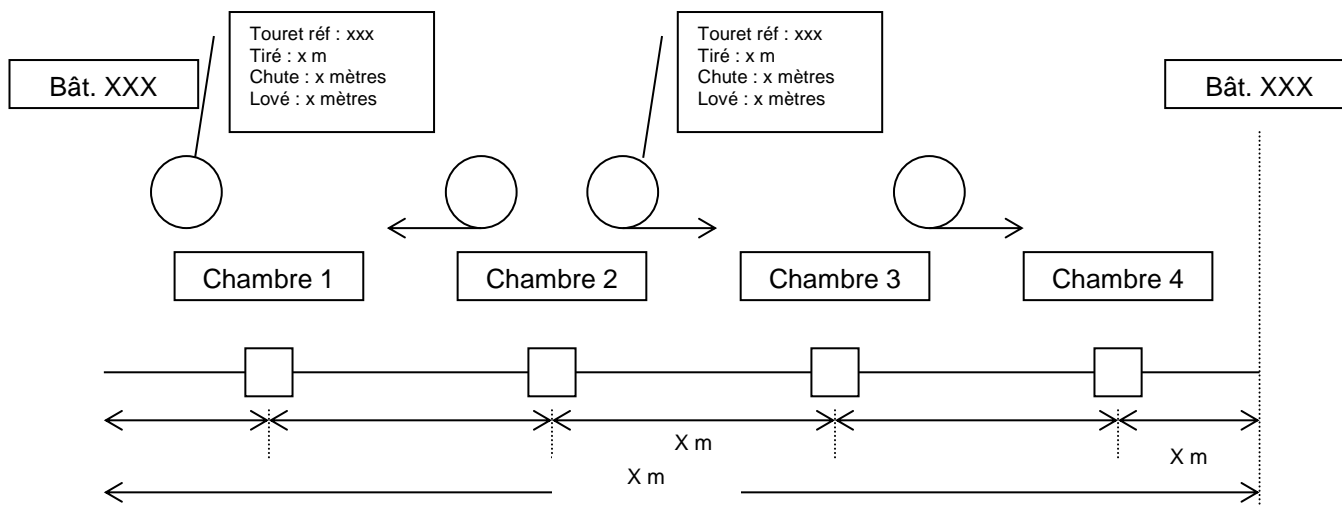 Touret réf : xxx
Tiré : x m
Chute : x mètres
Lové : x mètres
Touret réf : xxx
Tiré : x m
Chute : x mètres
Lové : x mètres
Bât. XXX
Bât. XXX
Chambre 1
Chambre 2
Chambre 3
Chambre 4
X m
X m
X m